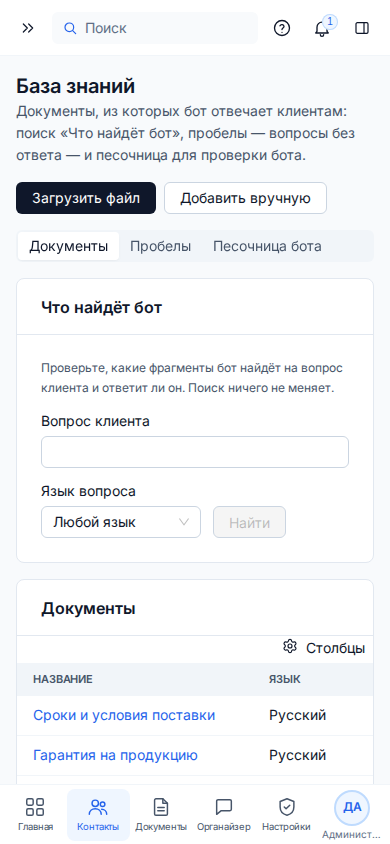 Поиск
1
База знаний
Документы, из которых бот отвечает клиентам:
поиск «Что найдёт бот», пробелы — вопросы без
ответа — и песочница для проверки бота.
Загрузить файл
Добавить вручную
Документы
Пробелы
Песочница бота
Что найдёт бот
Проверьте, какие фрагменты бот найдёт на вопрос
клиента и ответит ли он. Поиск ничего не меняет.
Вопрос клиента
Язык вопроса
Любой язык
Найти
Документы
Столбцы
НАЗВАНИЕ
ЯЗЫК
Сроки и условия поставки
Русский
Гарантия на продукцию
Русский
Главная
Контакты
Документы
Органайзер
Настройки
ДА
Админист...